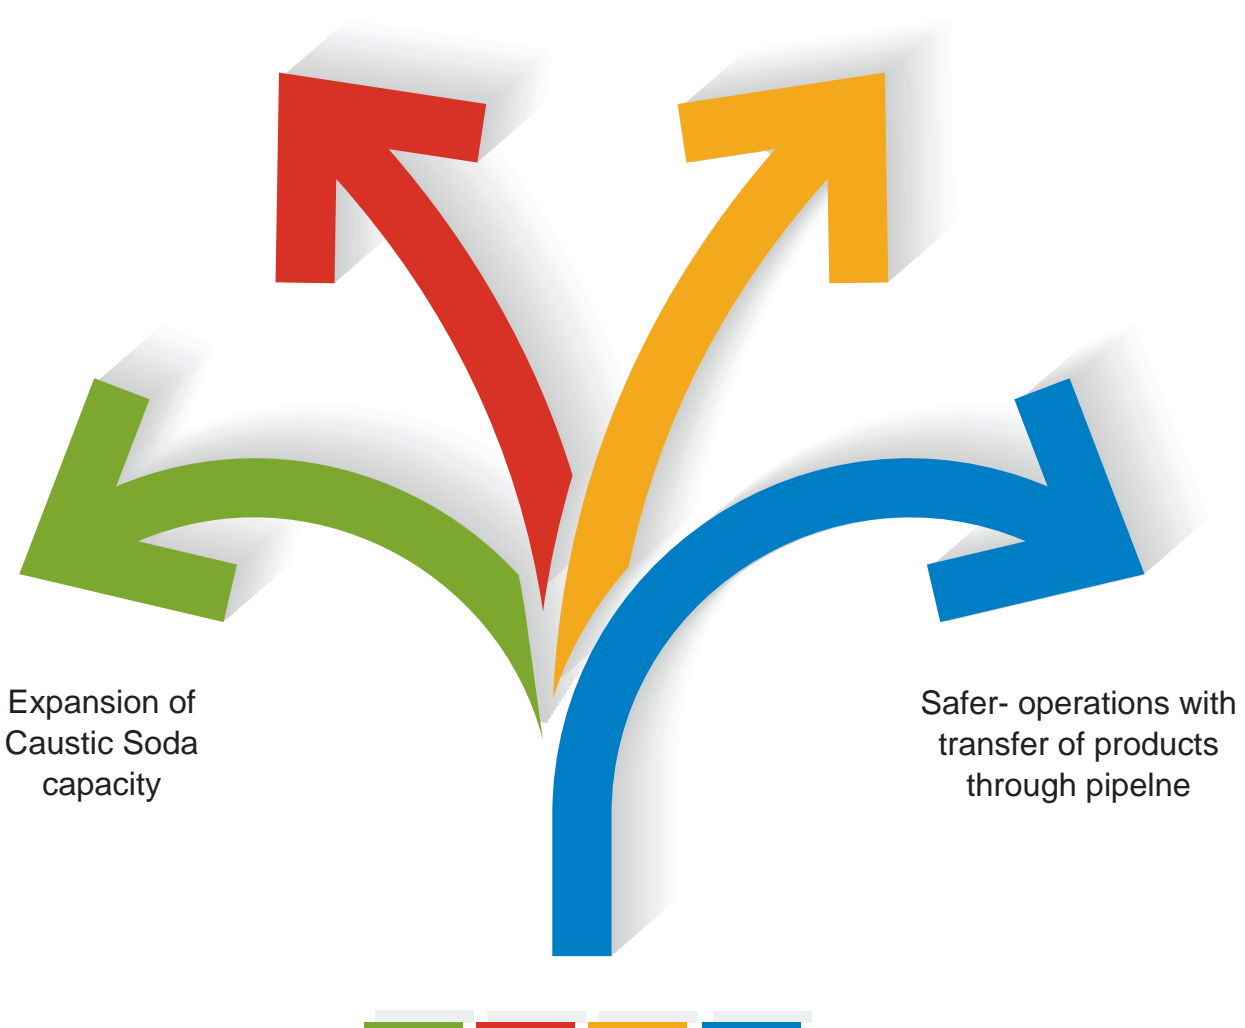 Expansion of
Caustic Soda
capacity
Safer- operations with
transfer of products
through pipelne